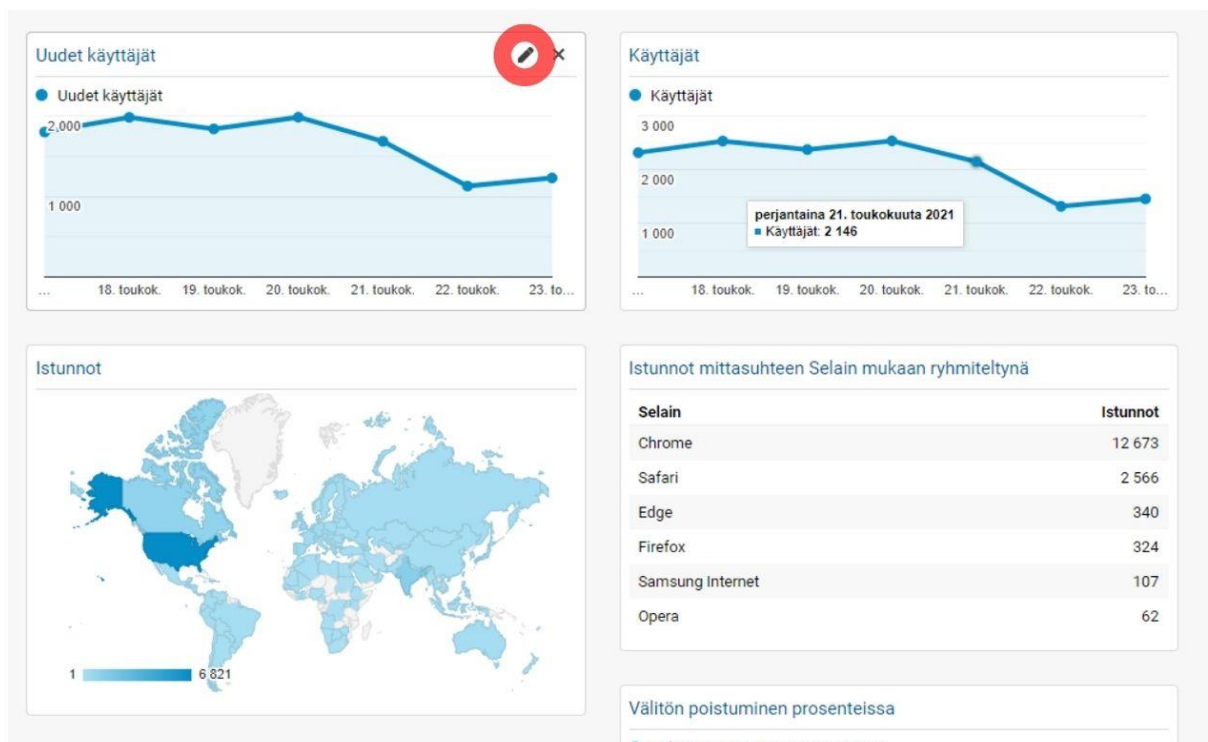 Uudet käyttäjät
Uudet käyttäjät
2,000
1 000
... 18. toukok. 19. toukok. 20. toukok. 21. toukok. 22. toukok. 23. to...
Käyttäjät
Käyttäjät
3 000
2 000
1 000
perjantaina 21. toukokuuta 2021
Käyttäjät: 2 146
... 18. toukok. 19. toukok. 20. toukok. 21. toukok. 22. toukok. 23. to...
Istunnot
1 6 821
Istunnot mittasuhteen Selain mukaan ryhmiteltynä
Selain Istunnot
Chrome 12 673
Safari 2 566
Edge 340
Firefox 324
Samsung Internet 107
Opera 62
Välitön poistuminen prosenteissa